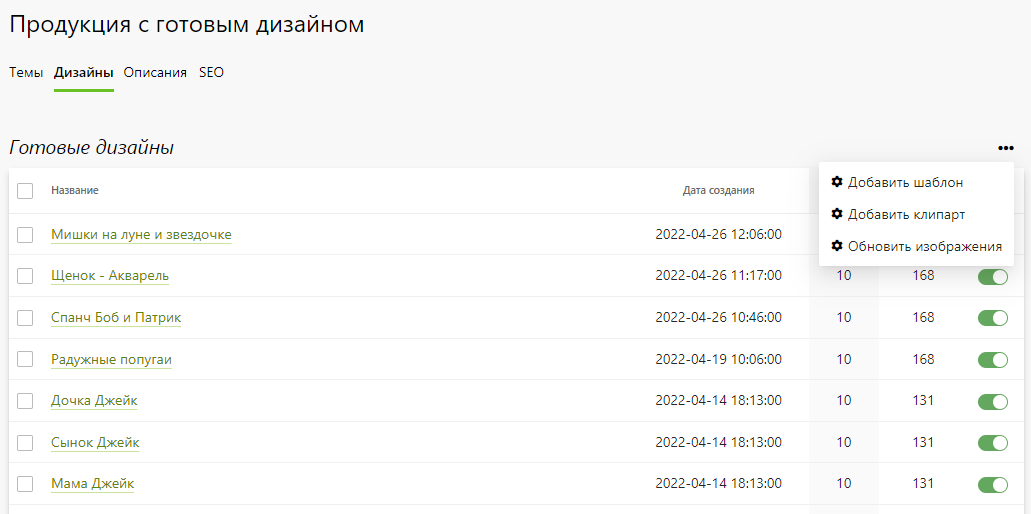 Продукция с готовым дизайном
Темы Дизайны Описания SEO
Готовые дизайны
Название Дата создания
Добавить шаблон
Добавить клипарт
Обновить изображения
Мишки на луне и звездочке 2022-04-26 12:06:00
Щенок - Акварель 2022-04-26 11:17:00 10 168
Спанч Боб и Патрик 2022-04-26 10:46:00 10 168
Радужные попугаи 2022-04-19 10:06:00 10 168
Дочка Джейк 2022-04-14 18:13:00 10 131
Сынок Джейк 2022-04-14 18:13:00 10 131
Мама Джейк 2022-04-14 18:13:00 10 131